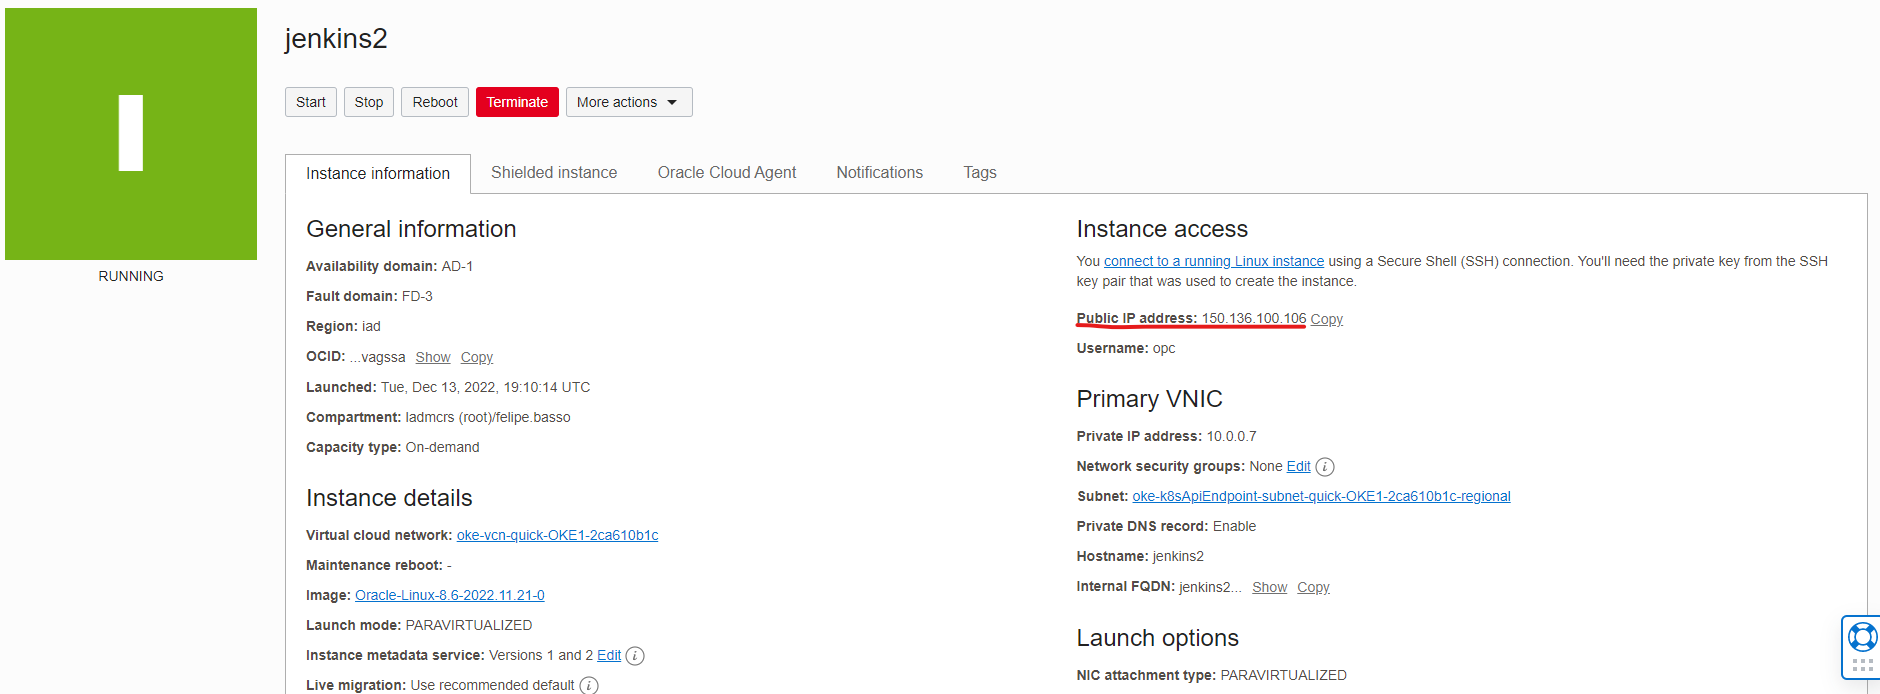 jenkins2
Start Stop Reboot Terminate More actions
RUNNING
Instance information Shielded instance Oracle Cloud Agent Notifications Tags
General information
Availability domain: AD-1
Fault domain: FD-3
Region: iad
OCID: ...vagssa Show Copy
Launched: Tue, Dec 13, 2022, 19:10:14 UTC
Compartment: ladmcrs (root)/felipe.basso
Capacity type: On-demand
Instance details
Virtual cloud network: oke-vcn-quick-OKE1-2ca610b1c
Maintenance reboot: -
Image: Oracle-Linux-8.6-2022.11.21-0
Launch mode: PARAVIRTUALIZED
Instance metadata service: Versions 1 and 2 Edit i
Live migration: Use recommended default i
Instance access
You connect to a running Linux instance using a Secure Shell (SSH) connection. You'll need the private key from the SSH
key pair that was used to create the instance.
Public IP address: 150.136.100.106 Copy
Username: opc
Primary VNIC
Private IP address: 10.0.0.7
Network security groups: None Edit i
Subnet: oke-k8sApiEndpoint-subnet-quick-OKE1-2ca610b1c-regional
Private DNS record: Enable
Hostname: jenkins2
Internal FQDN: jenkins2... Show Copy
Launch options
NIC attachment type: PARAVIRTUALIZED